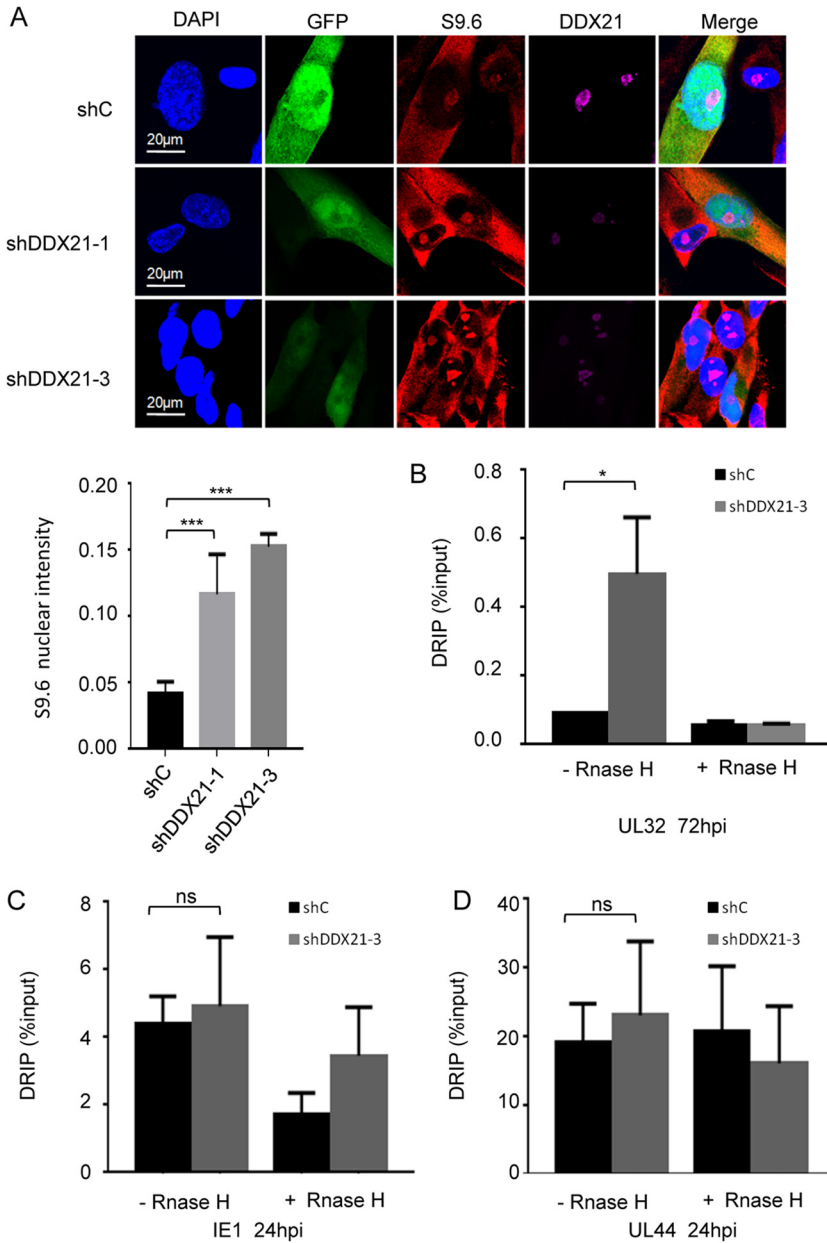 A
DAPI GFP S9.6 DDX21 Merge
shC
20μm
shDDX21-1
20μm
shDDX21-3
20μm
S9.6 nuclear intensity
0.20
0.15
0.10
0.05
0.00
***
***
shC
shDDX21-1
shDDX21-3
B
DRIP (%input)
0.8
0.6
0.4
0.2
0.0
*
shC
shDDX21-3
- Rnase H + Rnase H
UL32 72hpi
C
DRIP (%input)
8
6
4
2
0
ns
shC
shDDX21-3
- Rnase H + Rnase H
IE1 24hpi
D
DRIP (%input)
40
30
20
10
0
ns
shC
shDDX21-3
- Rnase H + Rnase H
UL44 24hpi